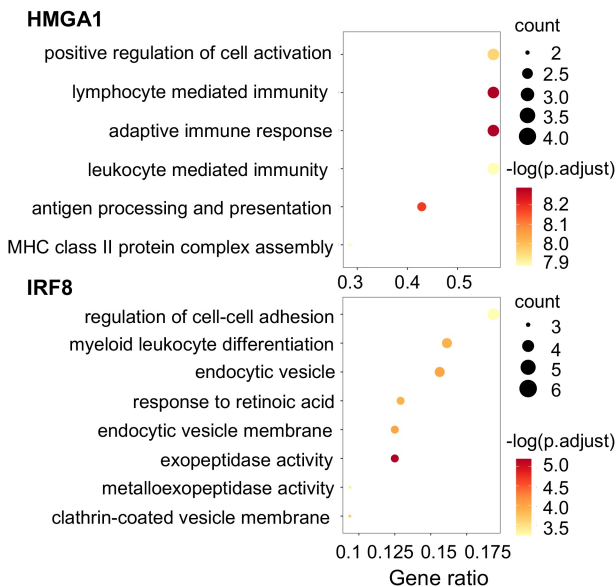 HMGA1
count
positive regulation of cell activation
2
lymphocyte mediated immunity
2.5
3.0
adaptive immune response
3.5
4.0
leukocyte mediated immunity
-log(p.adjust)
antigen processing and presentation
8.2
8.1
MHC class II protein complex assembly
8.0
7.9
0.3 0.4 0.5
IRF8
count
regulation of cell-cell adhesion
3
myeloid leukocyte differentiation
4
endocytic vesicle
5
response to retinoic acid
6
endocytic vesicle membrane
-log(p.adjust)
exopeptidase activity
5.0
metalloexopeptidase activity
4.5
4.0
clathrin-coated vesicle membrane
3.5
0.1 0.125 0.15 0.175
Gene ratio